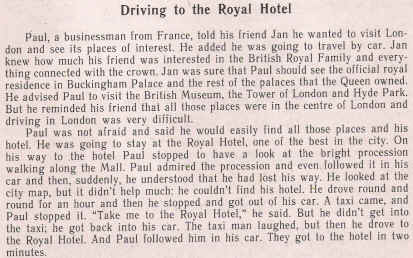 Driving to the Royal Hotel
Paul, a businessman from France, told his friend Jan he wanted to visit Lon-
don and see its places of interest. He added he was going to travel by car. Jan
knew how much his friend was interested in the British Royal Family and every-
thing connected with the crown. Jan was sure that Paul should see the official royal
residence in Buckingham Palace and the rest of the palaces that the Queen owned.
He advised Paul to visit the British Museum, the Tower of London and Hyde Park.
But he reminded his friend that all those places were in the centre of London and
driving in London was very difficult.
Paul was not afraid and said he would easily find all those places and his
hotel. He was going to stay at the Royal Hotel, one of the best in the city. On
his way to the hotel Paul stopped to have a look at the bright procession
walking along the Mall. Paul admired the procession and even followed it in his
car and then, suddenly, he understood that he had lost his way. He looked at the
city map, but it didn't help much: he couldn't find his hotel. He drove round and
round for an hour and then he stopped and got out of his car. A taxi came, and
Paul stopped it. "Take me to the Royal Hotel," he said. But he didn't get into
the taxi; he got back into his car. The taxi man laughed, but then he drove to
the Royal Hotel. And Paul followed him in his car. They got to the hotel in two
minutes.